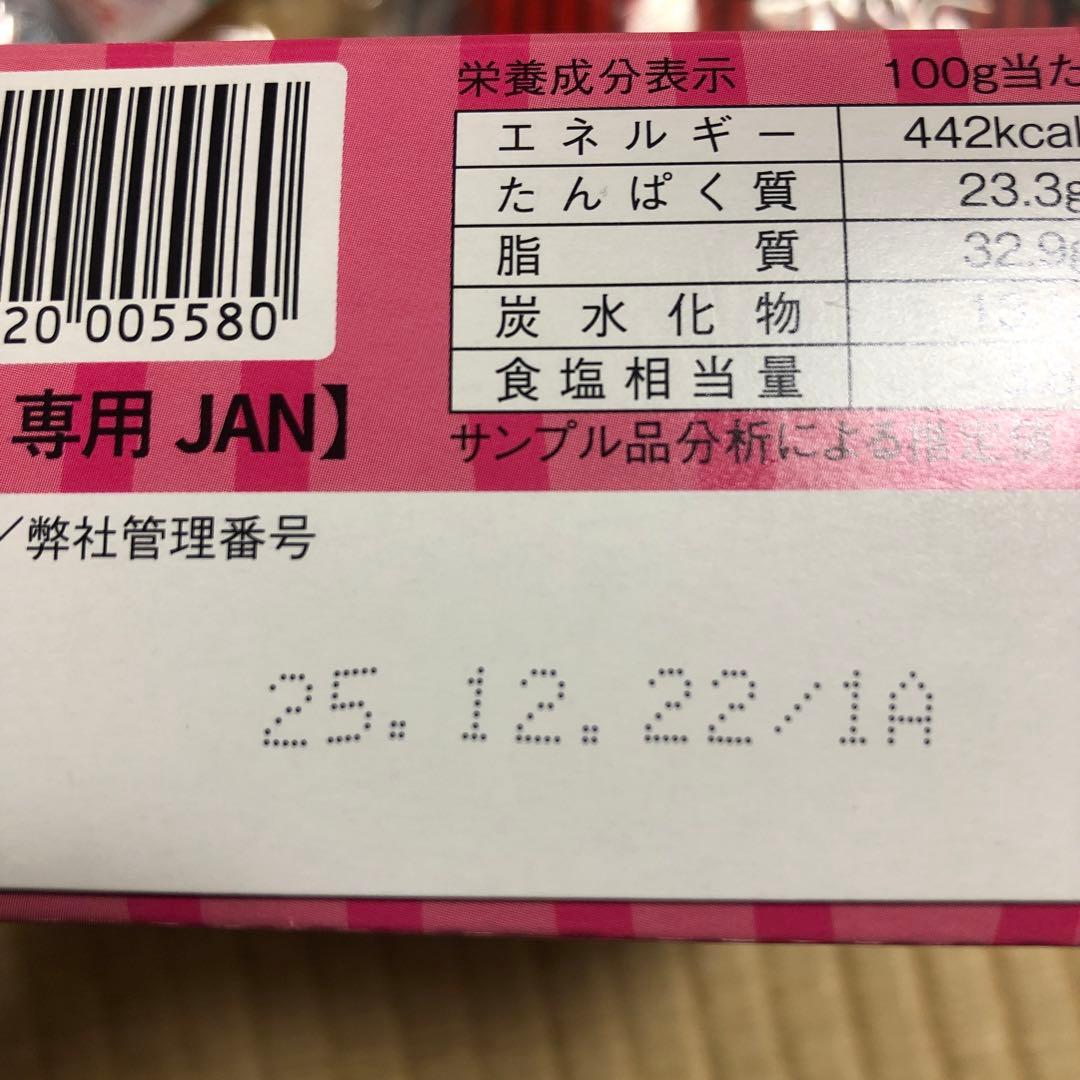 20 005580
専用 JAN】
栄養成分表示 100g当た
エネルギー 442kcal
たんぱく質 23.3g
脂質 32.9g
炭水化物
食塩相当量
サンプル品分析による推定値
／弊社管理番号
25.12.22/1A